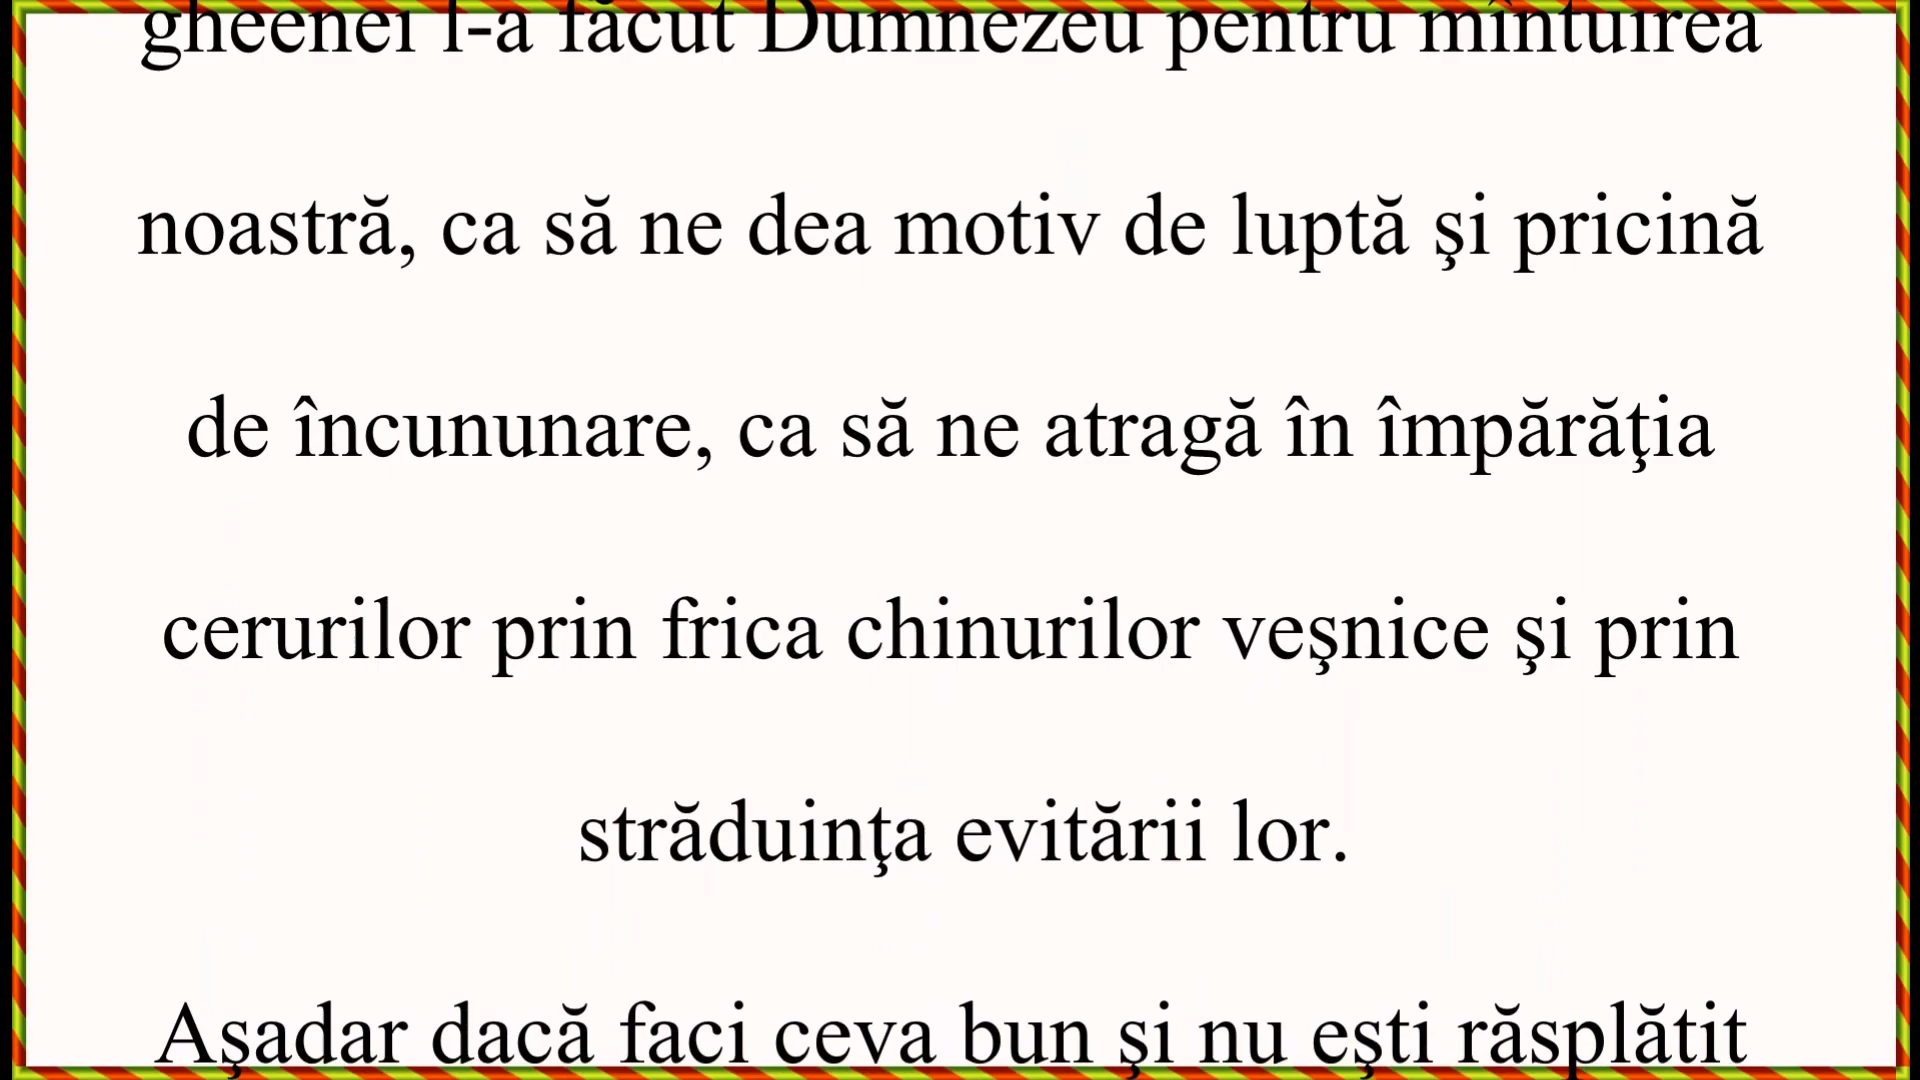 gheenei l-a făcut Dumnezeu pentru mîntuirea
noastră, ca să ne dea motiv de luptă şi pricină
de încununare, ca să ne atragă în împărăţia
cerurilor prin frica chinurilor veşnice şi prin
străduinţa evitării lor.
Aşadar dacă faci ceva bun şi nu eşti răsplătit